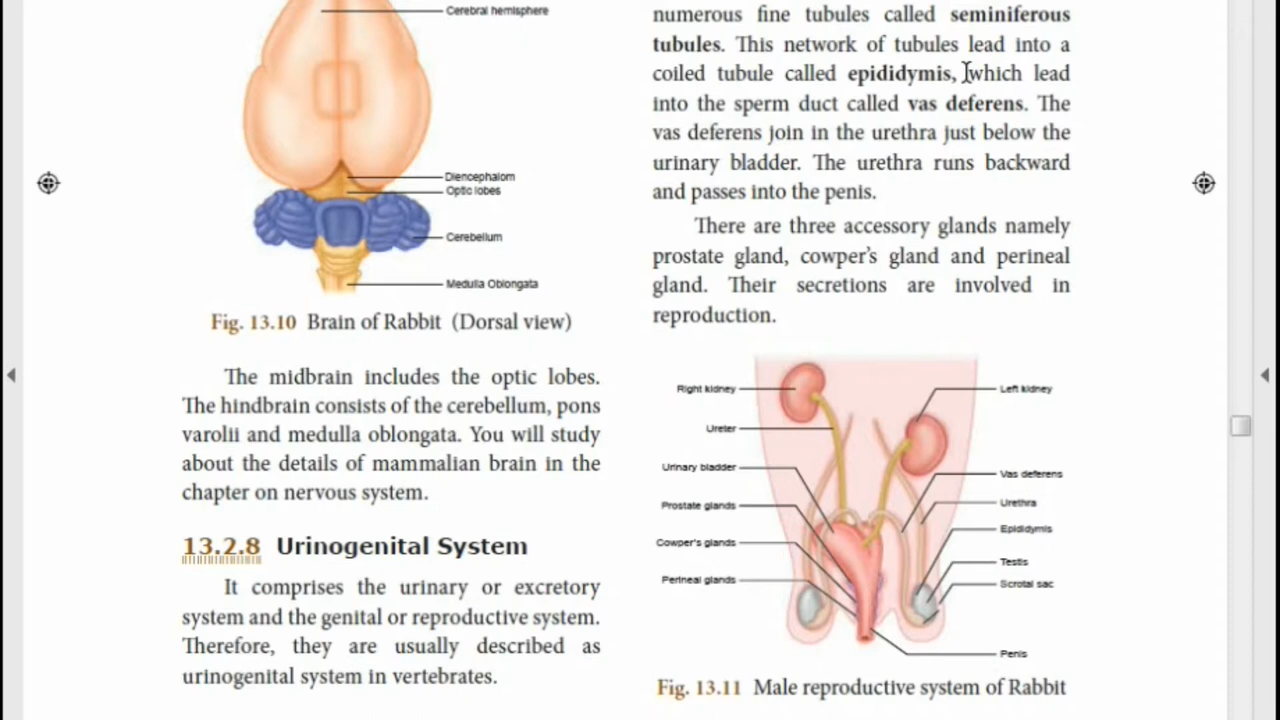 Cerebral hemisphere
Diencephalom
Optic lobes
Cerebellum
Medulla Oblongata
Fig. 13.10 Brain of Rabbit (Dorsal view)
The midbrain includes the optic lobes.
The hindbrain consists of the cerebellum, pons
varolii and medulla oblongata. You will study
about the details of mammalian brain in the
chapter on nervous system.
13.2.8 Urinogenital System
It comprises the urinary or excretory
system and the genital or reproductive system.
Therefore, they are usually described as
urinogenital system in vertebrates.
numerous fine tubules called seminiferous
tubules. This network of tubules lead into a
coiled tubule called epididymis, which lead
into the sperm duct called vas deferens. The
vas deferens join in the urethra just below the
urinary bladder. The urethra runs backward
and passes into the penis.
There are three accessory glands namely
prostate gland, cowper's gland and perineal
gland. Their secretions are involved in
reproduction.
Right kidney
Ureter
Urinary bladder
Prostate glands
Cowper's glands
Perineal glands
Left kidney
Vas deferens
Urethra
Epididymis
Testis
Scrotal sac
Penis
Fig. 13.11 Male reproductive system of Rabbit